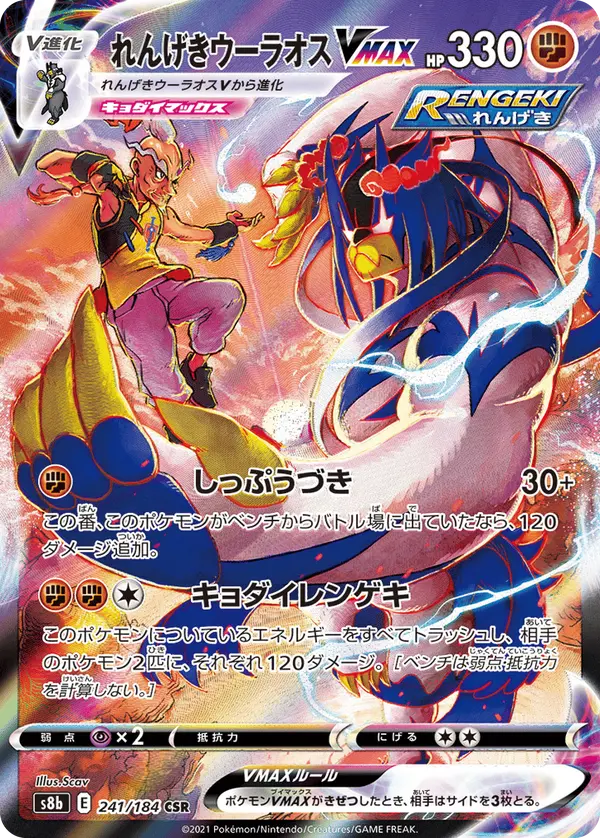 V進化
れんげきウーラオスVMAX HP330
れんげきウーラオスVから進化
キョダイマックス
RENGEKI
れんげき
しっぷうづき 30+
この番、このポケモンがベンチからバトル場に出ていたなら、120
ダメージ追加。
キョダイレンゲキ
このポケモンについているエネルギーをすべてトラッシュし、相手
のポケモン2匹に、それぞれ120ダメージ。[ベンチは弱点・抵抗力
を計算しない。]
弱点 ×2 抵抗力 にげる
Illus.Scav
VMAXルール
s8b E 241/184 CSR
ポケモンVMAXがきぜつしたとき、相手はサイドを3枚とる。
©2021 Pokémon/Nintendo/Creatures/GAME FREAK.